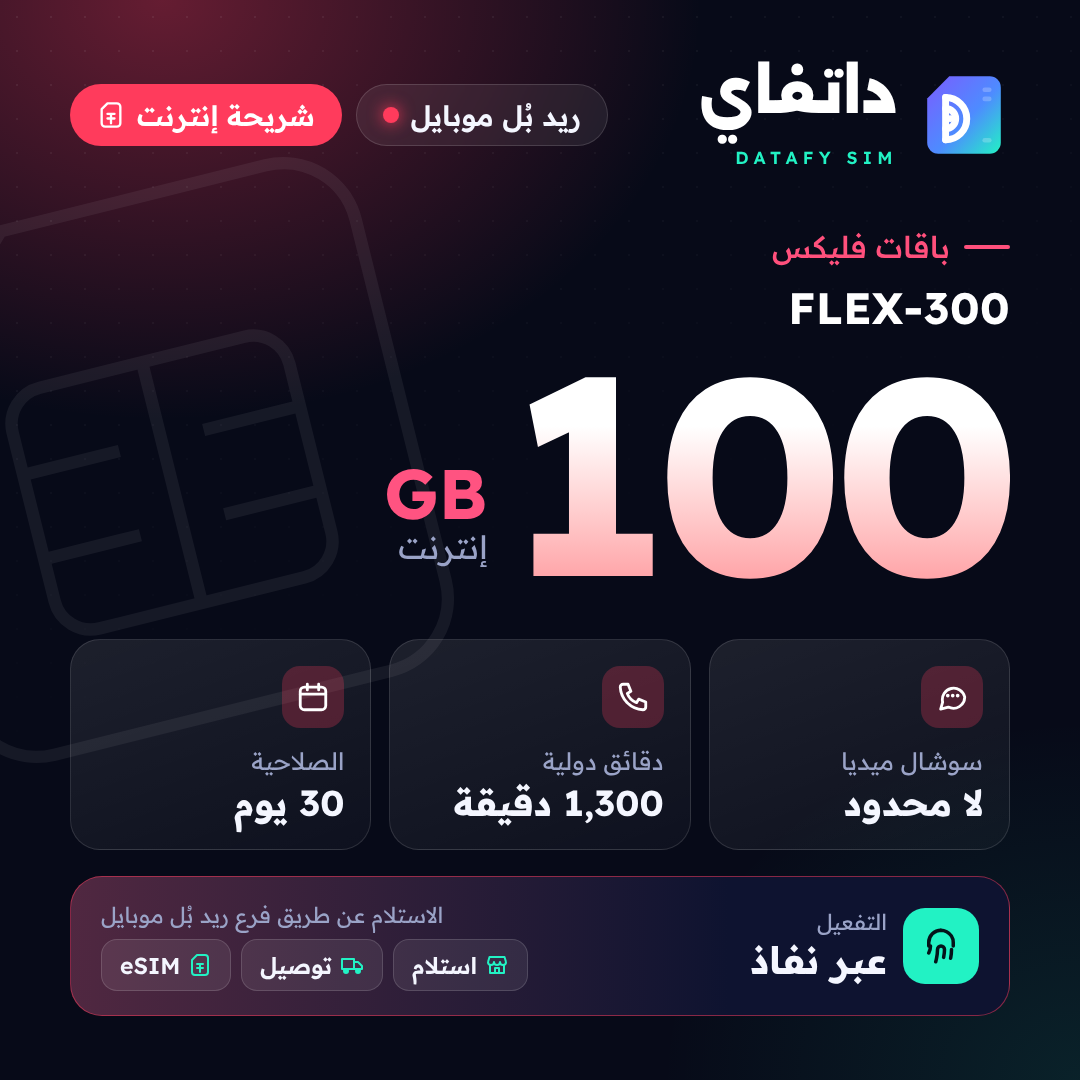 داتفاي
DATAFY SIM
ريد بُل موبايل
شريحة إنترنت
باقات فليكس
FLEX-300
100
GB
إنترنت
سوشال ميديا
لا محدود
دقائق دولية
1,300 دقيقة
الصلاحية
30 يوم
التفعيل
عبر نفاذ
الاستلام عن طريق فرع ريد بُل موبايل
استلام
توصيل
eSIM